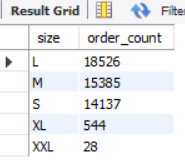 Result Grid Filter
size order_count
L 18526
M 15385
S 14137
XL 544
XXL 28